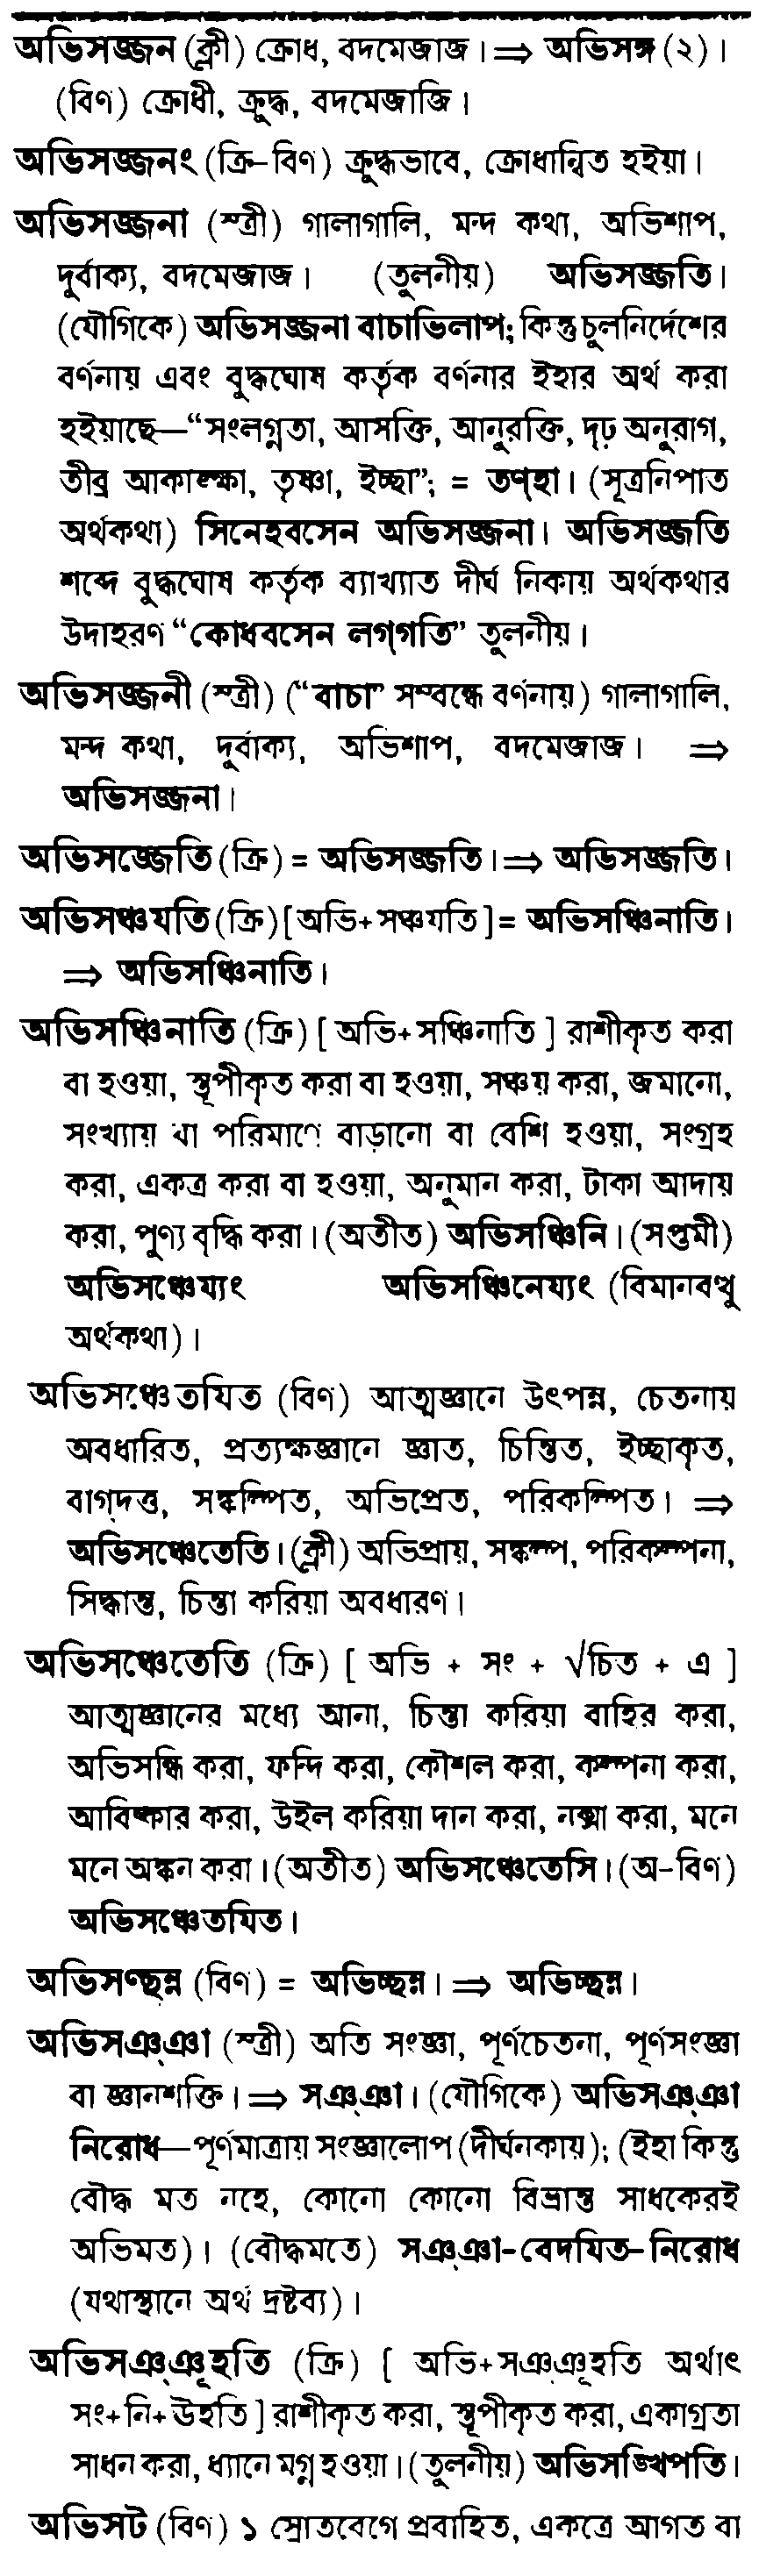 অভিসজ্জন (ক্লী) ক্রোধ, বদমেজাজ। ⇒ অভিসঙ্গ (২)।
(বিণ) ক্রোধী, ক্রুদ্ধ, বদমেজাজি।
অভিসজ্জনং (ক্রি-বিণ) ক্রুদ্ধভাবে, ক্রোধান্বিত হইয়া।
অভিসজ্জনা (স্ত্রী) গালাগালি, মন্দ কথা, অভিশাপ,
দুর্বাক্য, বদমেজাজ। (তুলনীয়) অভিসজ্জতি।
(যৌগিকে) অভিসজ্জনা বাচাভিলাপ; কিন্তু চুলনির্দেশের
বর্ণনায় এবং বুদ্ধঘোষ কর্তৃক বর্ণনার ইহার অর্থ করা
হইয়াছে—“সংলগ্নতা, আসক্তি, আনুরক্তি, দৃঢ় অনুরাগ,
তীব্র আকাঙ্ক্ষা, তৃষ্ণা, ইচ্ছা”; = তণ্‌হা। (সূত্রনিপাত
অর্থকথা) সিনেহবসেন অভিসজ্জনা। অভিসজ্জতি
শব্দে বুদ্ধঘোষ কর্তৃক ব্যাখ্যাত দীর্ঘ নিকায় অর্থকথার
উদাহরণ “কোধবসেন লগ্‌গতি” তুলনীয়।
অভিসজ্জনী (স্ত্রী) (“বাচা” সম্বন্ধে বর্ণনায়) গালাগালি,
মন্দ কথা, দুর্বাক্য, অভিশাপ, বদমেজাজ। ⇒
অভিসজ্জনা।
অভিসজ্জেতি (ক্রি) = অভিসজ্জতি। ⇒ অভিসজ্জতি।
অভিসঞ্চযতি (ক্রি) [অভি+সঞ্চযতি] = অভিসঞ্চিনাতি।
⇒ অভিসঞ্চিনাতি।
অভিসঞ্চিনাতি (ক্রি) [ অভি+সঞ্চিনাতি ] রাশীকৃত করা
বা হওয়া, স্তূপীকৃত করা বা হওয়া, সঞ্চয় করা, জমানো,
সংখ্যায় বা পরিমাণে বাড়ানো বা বেশি হওয়া, সংগ্রহ
করা, একত্র করা বা হওয়া, অনুমান করা, টাকা আদায়
করা, পুণ্য বৃদ্ধি করা। (অতীত) অভিসঞ্চিনি। (সপ্তমী)
অভিসঞ্চেয্যং অভিসঞ্চিনেয্যং (বিমানবত্থু
অর্থকথা)।
অভিসঞ্চেতযিত (বিণ) আত্মজ্ঞানে উৎপন্ন, চেতনায়
অবধারিত, প্রত্যক্ষজ্ঞানে জ্ঞাত, চিন্তিত, ইচ্ছাকৃত,
বাগ্‌দত্ত, সঙ্কল্পিত, অভিপ্রেত, পরিকল্পিত। ⇒
অভিসঞ্চেতেতি। (ক্লী) অভিপ্রায়, সঙ্কল্প, পরিকল্পনা,
সিদ্ধান্ত, চিন্তা করিয়া অবধারণ।
অভিসঞ্চেতেতি (ক্রি) [ অভি + সং + √চিত + এ ]
আত্মজ্ঞানের মধ্যে আনা, চিন্তা করিয়া বাহির করা,
অভিসন্ধি করা, ফন্দি করা, কৌশল করা, কল্পনা করা,
আবিষ্কার করা, উইল করিয়া দান করা, নক্সা করা, মনে
মনে অঙ্কন করা। (অতীত) অভিসঞ্চেতেসি। (অ-বিণ)
অভিসঞ্চেতযিত।
অভিসঞ্ছন্ন (বিণ) = অভিচ্ছন্ন। ⇒ অভিচ্ছন্ন।
অভিসঞ্‌ঞা (স্ত্রী) অতি সংজ্ঞা, পূর্ণচেতনা, পূর্ণসংজ্ঞা
বা জ্ঞানশক্তি। ⇒ সঞ্‌ঞা। (যৌগিকে) অভিসঞ্‌ঞা
নিরোধ—পূর্ণমাত্রায় সংজ্ঞালোপ (দীর্ঘনকায়); (ইহা কিন্তু
বৌদ্ধ মত নহে, কোনো কোনো বিভ্রান্ত সাধকেরই
অভিমত)। (বৌদ্ধমতে) সঞ্‌ঞা-বেদযিত-নিরোধ
(যথাস্থানে অর্থ দ্রষ্টব্য)।
অভিসঞ্‌ঞূহতি (ক্রি) [ অভি+সঞ্‌ঞূহতি অর্থাৎ
সং+নি+ঊহতি ] রাশীকৃত করা, স্তূপীকৃত করা, একাগ্রতা
সাধন করা, ধ্যানে মগ্ন হওয়া। (তুলনীয়) অভিসঙ্খিপতি।
অভিসট (বিণ) ১ স্রোতবেগে প্রবাহিত, একত্রে আগত বা